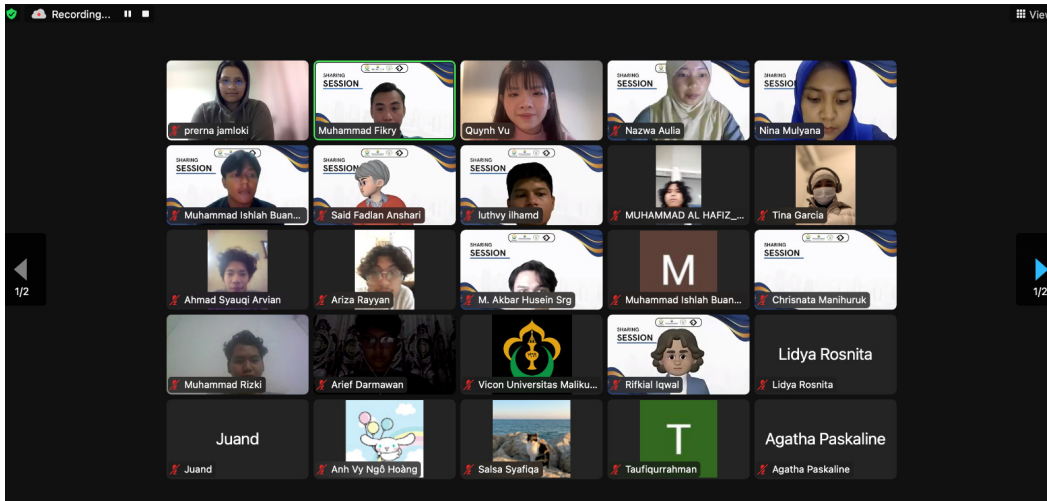 Recording...
View
SHARING
SESSION
SHARING
SESSION
SHARING
SESSION
prerna jamloki
Muhammad Fikry
Quynh Vu
Nazwa Aulia
Nina Mulyana
SHARING
SESSION
SHARING
SESSION
SHARING
SESSION
Muhammad Ishlah Buan...
Said Fadlan Anshari
luthvy ilhamd
MUHAMMAD AL HAFIZ_...
Tina Garcia
SHARING
SESSION
M
SHARING
SESSION
1/2
1/2
Ahmad Syauqi Arvian
Ariza Rayyan
M. Akbar Husein Srg
Muhammad Ishlah Buan...
Chrisnata Manihuruk
SHARING
SESSION
Lidya Rosnita
Muhammad Rizki
Arief Darmawan
Vicon Universitas Maliku...
Rifkial Iqwal
Lidya Rosnita
Juand
T
Agatha Paskaline
Juand
Anh Vy Ngô Hoàng
Salsa Syafiqa
Taufiqurrahman
Agatha Paskaline